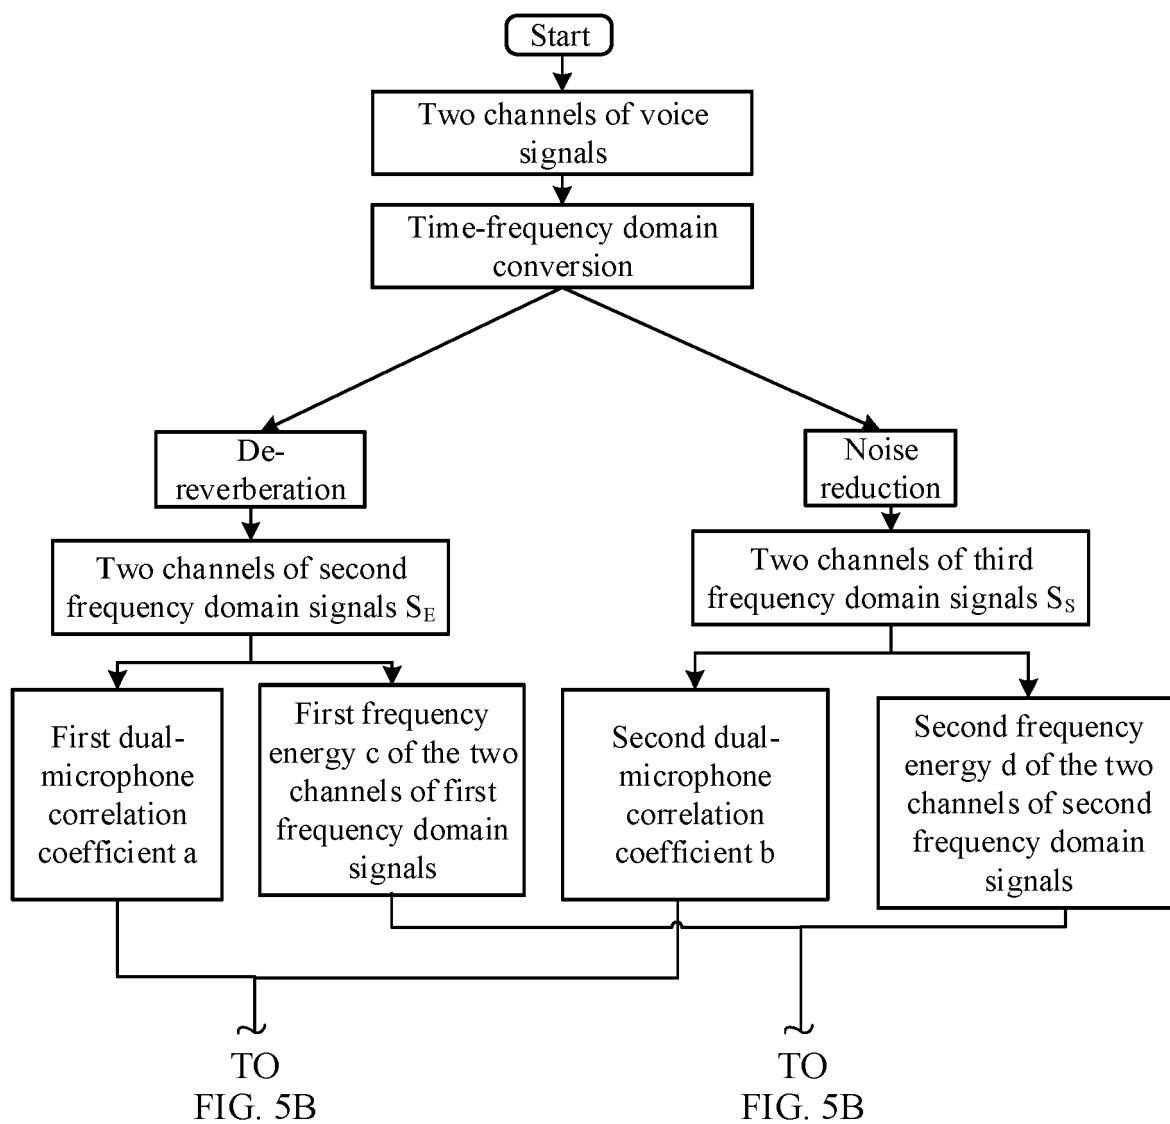 Start
Two channels of voice
signals
Time-frequency domain
conversion
De-
reverberation
Noise
reduction
Two channels of second
frequency domain signals S_E
Two channels of third
frequency domain signals S_S
First dual-
microphone
correlation
coefficient a
First frequency
energy c of the two
channels of first
frequency domain
signals
Second dual-
microphone
correlation
coefficient b
Second frequency
energy d of the two
channels of second
frequency domain
signals
TO
FIG. 5B
TO
FIG. 5B